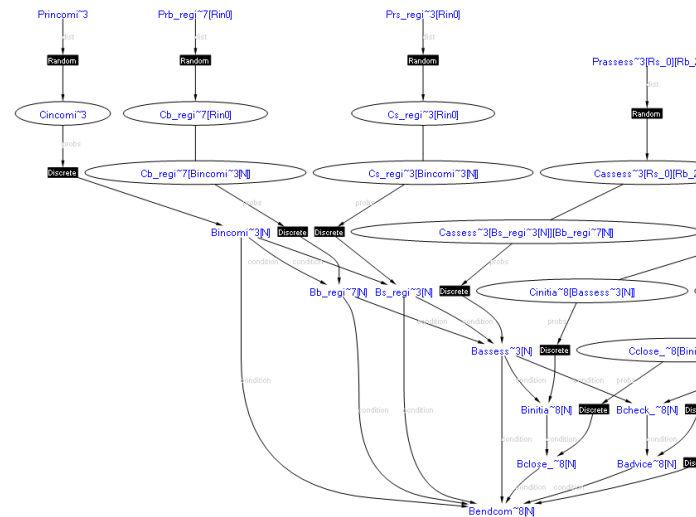 Princomi~3
Prb_regi~7[Rin0]
Prs_regi~3[Rin0]
dist
dist
dist
Prassess~3[Rs_0][Rb_
Random
Random
Random
dist
Cincomi~3
Cb_regi~7[Rin0]
Cs_regi~3[Rin0]
Random
probs
Discrete
Cb_regi~7[Bincomi~3[N]]
Cs_regi~3[Bincomi~3[N]]
Cassess~3[Rs_0][Rb_
probs
probs
Bincomi~3[N]
Discrete
Discrete
Cassess~3[Bs_regi~3[N]][Bb_regi~7[N]]
condition
condition
probs
Bb_regi~7[N]
Bs_regi~3[N]
Discrete
Cinitia~8[Bassess~3[N]]
condition
condition
probs
Bassess~3[N]
Discrete
Cclose_~8[Bini
condition
condition
condition
condition
condition
probs
Binitia~8[N]
Discrete
Bcheck_~8[N]
Dis
condition
condition
condition
Bclose_~8[N]
Badvice~8[N]
Dis
condition
condition
Bendcom~8[N]